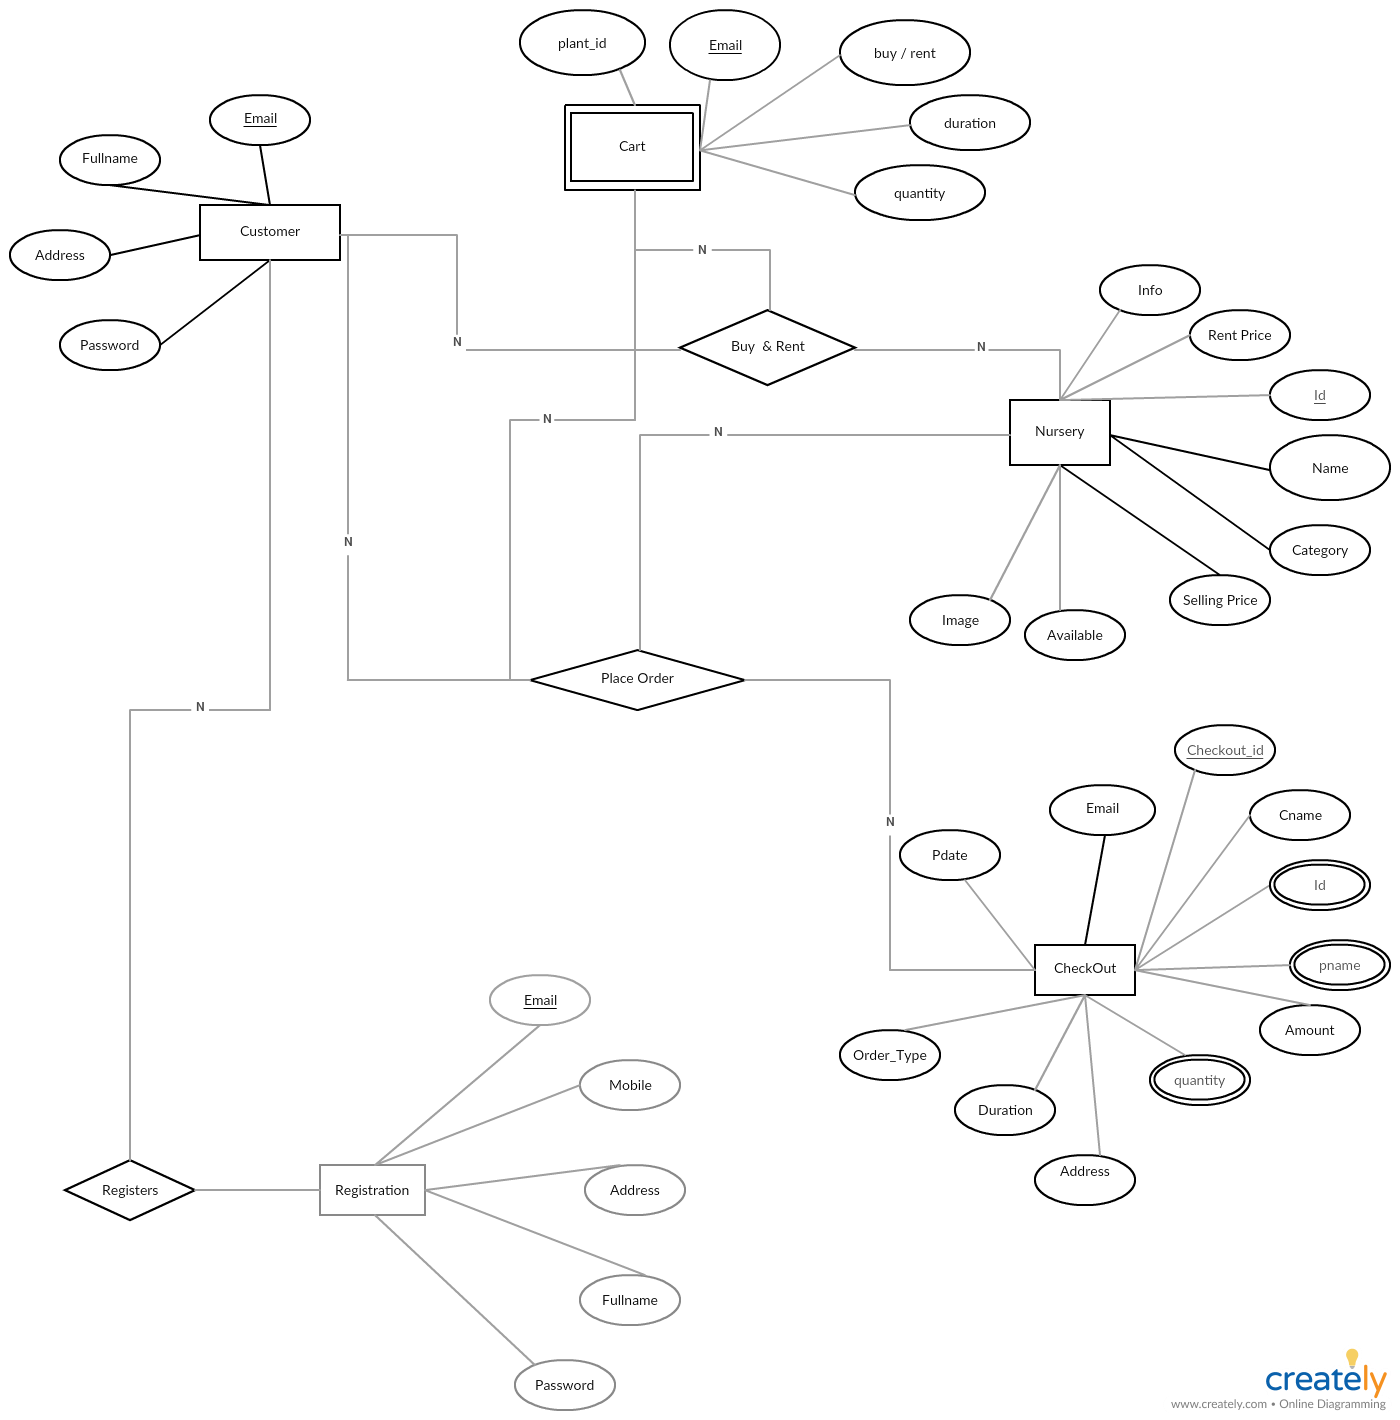 plant_id
Email
buy / rent
duration
quantity
Cart
Email
Fullname
Customer
Address
Password
N
Info
Rent Price
Id
Name
Category
Selling Price
Available
Image
Nursery
N
Buy & Rent
N
N
N
N
Place Order
N
N
Checkout_id
Email
Cname
Pdate
Id
pname
CheckOut
Amount
Order_Type
quantity
Duration
Address
Email
Mobile
Registers
Registration
Address
Fullname
Password
creately
www.creately.com • Online Diagramming